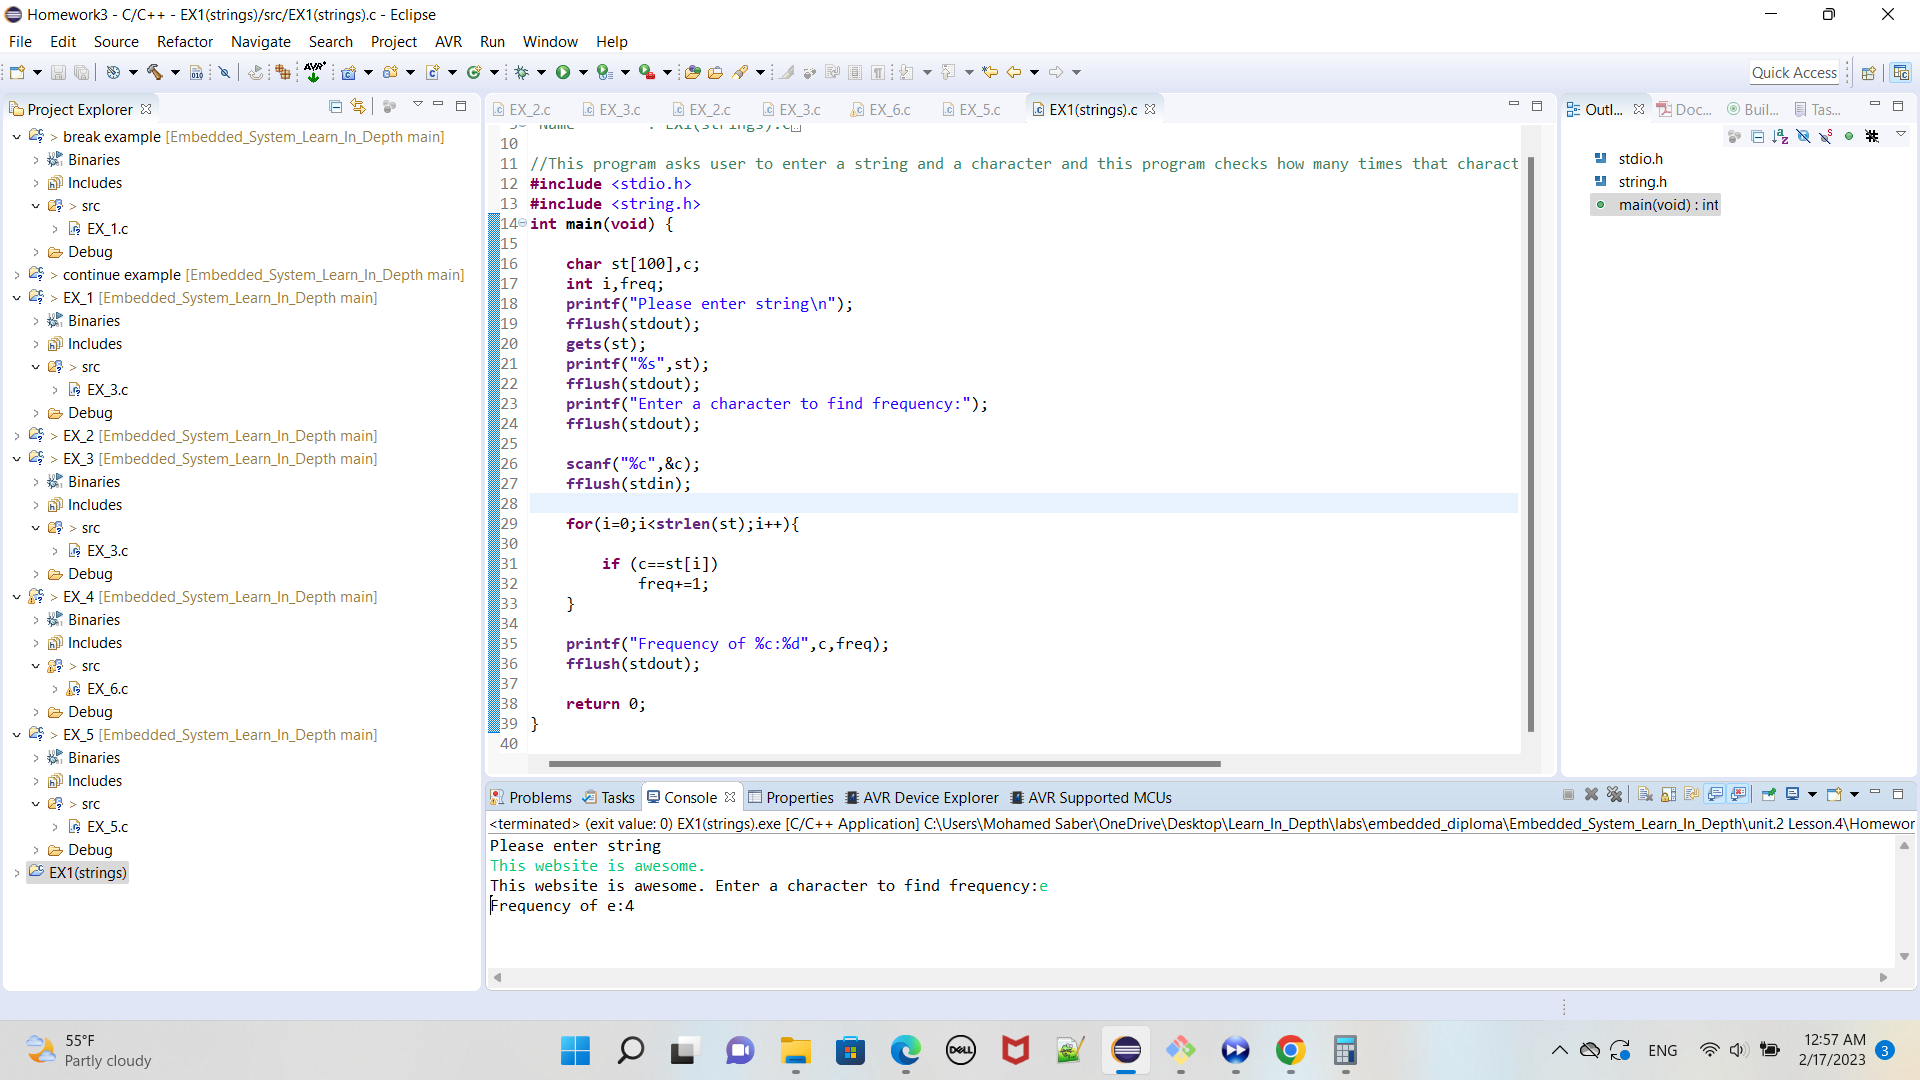 Homework3 - C/C++ - EX1(strings)/src/EX1(strings).c - Eclipse
File Edit Source Refactor Navigate Search Project AVR Run Window Help
Quick Access
Project Explorer
> break example [Embedded_System_Learn_In_Depth main]
Binaries
Includes
> src
EX_1.c
Debug
> continue example [Embedded_System_Learn_In_Depth main]
> EX_1 [Embedded_System_Learn_In_Depth main]
Binaries
Includes
> src
EX_3.c
Debug
> EX_2 [Embedded_System_Learn_In_Depth main]
> EX_3 [Embedded_System_Learn_In_Depth main]
Binaries
Includes
> src
EX_3.c
Debug
> EX_4 [Embedded_System_Learn_In_Depth main]
Binaries
Includes
> src
EX_6.c
Debug
> EX_5 [Embedded_System_Learn_In_Depth main]
Binaries
Includes
> src
EX_5.c
Debug
EX1(strings)
EX_2.c EX_3.c EX_2.c EX_3.c EX_6.c EX_5.c EX1(strings).c
Name : EX1(strings).c
10
11 //This program asks user to enter a string and a character and this program checks how many times that charact
12 #include <stdio.h>
13 #include <string.h>
14 int main(void) {
15
16 char st[100],c;
17 int i,freq;
18 printf("Please enter string\n");
19 fflush(stdout);
20 gets(st);
21 printf("%s",st);
22 fflush(stdout);
23 printf("Enter a character to find frequency:");
24 fflush(stdout);
25
26 scanf("%c",&c);
27 fflush(stdin);
28
29 for(i=0;i<strlen(st);i++){
30
31 if (c==st[i])
32 freq+=1;
33 }
34
35 printf("Frequency of %c:%d",c,freq);
36 fflush(stdout);
37
38 return 0;
39 }
40
Outl... Doc... Buil... Tas...
stdio.h
string.h
main(void) : int
Problems Tasks Console Properties AVR Device Explorer AVR Supported MCUs
<terminated> (exit value: 0) EX1(strings).exe [C/C++ Application] C:\Users\Mohamed Saber\OneDrive\Desktop\Learn_In_Depth\labs\embedded_diploma\Embedded_System_Learn_In_Depth\unit.2 Lesson.4\Homewor
Please enter string
This website is awesome.
This website is awesome. Enter a character to find frequency:e
Frequency of e:4
55°F
Partly cloudy
DELL
ENG
12:57 AM
2/17/2023
3